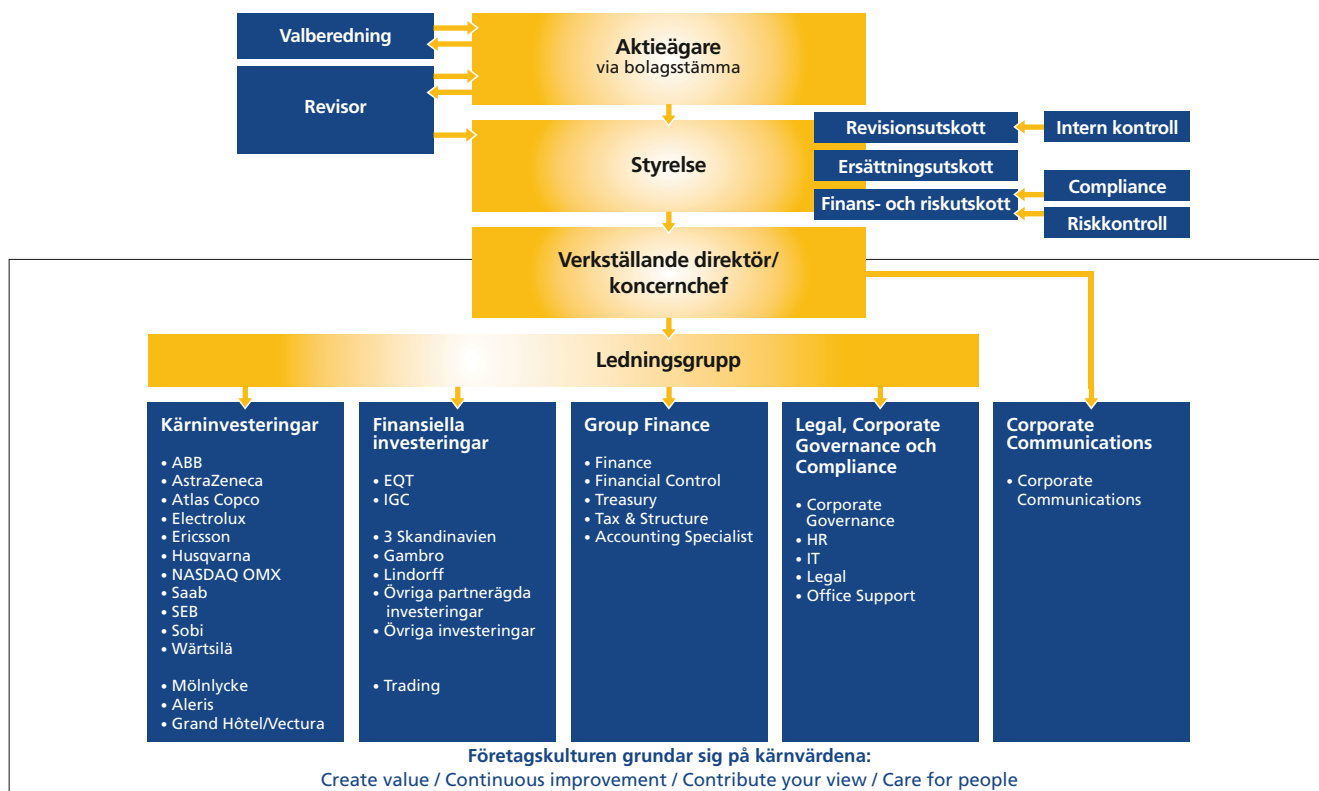 Valberedning
Aktieägare
via bolagsstämma
Revisor
Styrelse
Revisionsutskott
Intern kontroll
Ersättningsutskott
Finans- och riskutskott
Compliance
Riskkontroll
Verkställande direktör/
koncernchef
Ledningsgrupp
Kärninvesteringar
• ABB
• AstraZeneca
• Atlas Copco
• Electrolux
• Ericsson
• Husqvarna
• NASDAQ OMX
• Saab
• SEB
• Sobi
• Wärtsilä
• Mölnlycke
• Aleris
• Grand Hôtel/Vectura
Finansiella
investeringar
• EQT
• IGC
• 3 Skandinavien
• Gambro
• Lindorff
• Övriga partnerägda
investeringar
• Övriga investeringar
• Trading
Group Finance
• Finance
• Financial Control
• Treasury
• Tax & Structure
• Accounting Specialist
Legal, Corporate
Governance och
Compliance
• Corporate
Governance
• HR
• IT
• Legal
• Office Support
Corporate
Communications
• Corporate
Communications
Företagskulturen grundar sig på kärnvärdena:
Create value / Continuous improvement / Contribute your view / Care for people